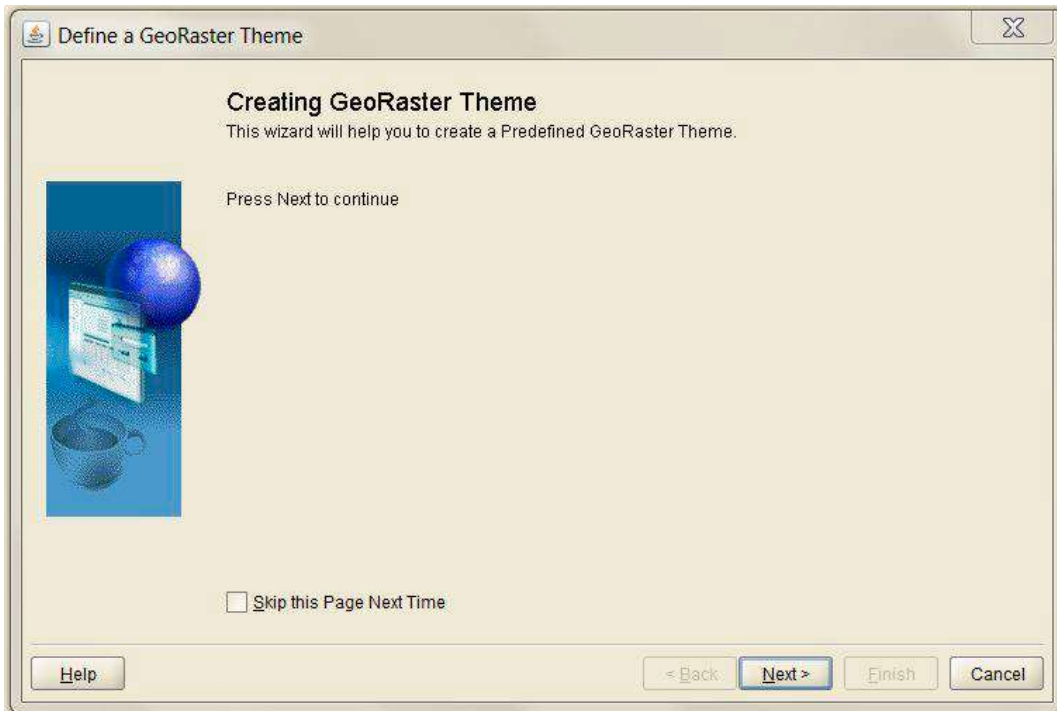 Define a GeoRaster Theme
Creating GeoRaster Theme
This wizard will help you to create a Predefined GeoRaster Theme.
Press Next to continue
Skip this Page Next Time
Help
< Back
Next >
Finish
Cancel